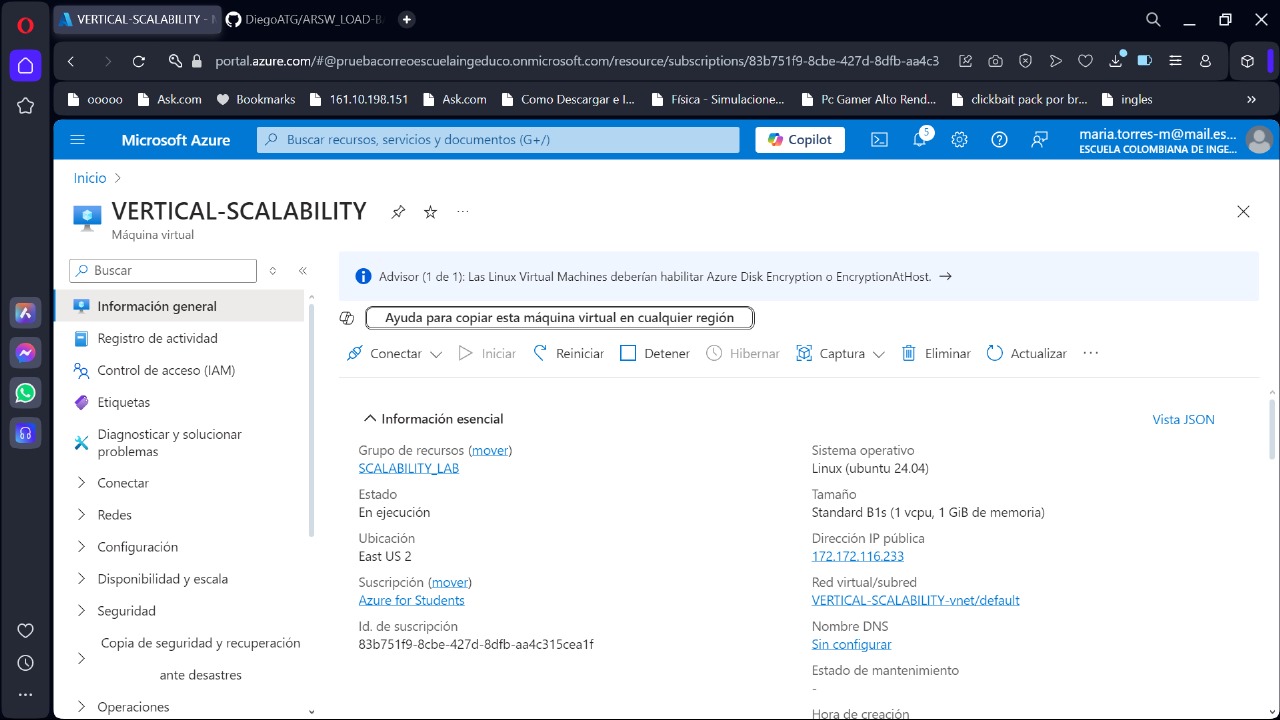 VERTICAL-SCALABILITY - M
DiegoATG/ARSW_LOAD-BA
portal.azure.com/#@pruebacorreoescuelaingeduco.onmicrosoft.com/resource/subscriptions/83b751f9-8cbe-427d-8dfb-aa4c3
ooooo
Ask.com
Bookmarks
161.10.198.151
Ask.com
Como Descargar e I...
Física - Simulacione...
Pc Gamer Alto Rend...
clickbait pack por br...
ingles
»
Microsoft Azure
Buscar recursos, servicios y documentos (G+/)
Copilot
5
maria.torres-m@mail.es...
ESCUELA COLOMBIANA DE INGE...
Inicio
VERTICAL-SCALABILITY
...
Máquina virtual
Buscar
«
Información general
Registro de actividad
Control de acceso (IAM)
Etiquetas
Diagnosticar y solucionar
problemas
Conectar
Redes
Configuración
Disponibilidad y escala
Seguridad
Copia de seguridad y recuperación
ante desastres
Operaciones
Advisor (1 de 1): Las Linux Virtual Machines deberían habilitar Azure Disk Encryption o EncryptionAtHost. →
Ayuda para copiar esta máquina virtual en cualquier región
Conectar
Iniciar
Reiniciar
Detener
Hibernar
Captura
Eliminar
Actualizar
...
Información esencial
Vista JSON
Grupo de recursos (mover)
SCALABILITY_LAB
Estado
En ejecución
Ubicación
East US 2
Suscripción (mover)
Azure for Students
Id. de suscripción
83b751f9-8cbe-427d-8dfb-aa4c315cea1f
Sistema operativo
Linux (ubuntu 24.04)
Tamaño
Standard B1s (1 vcpu, 1 GiB de memoria)
Dirección IP pública
172.172.116.233
Red virtual/subred
VERTICAL-SCALABILITY-vnet/default
Nombre DNS
Sin configurar
Estado de mantenimiento
-
Hora de creación